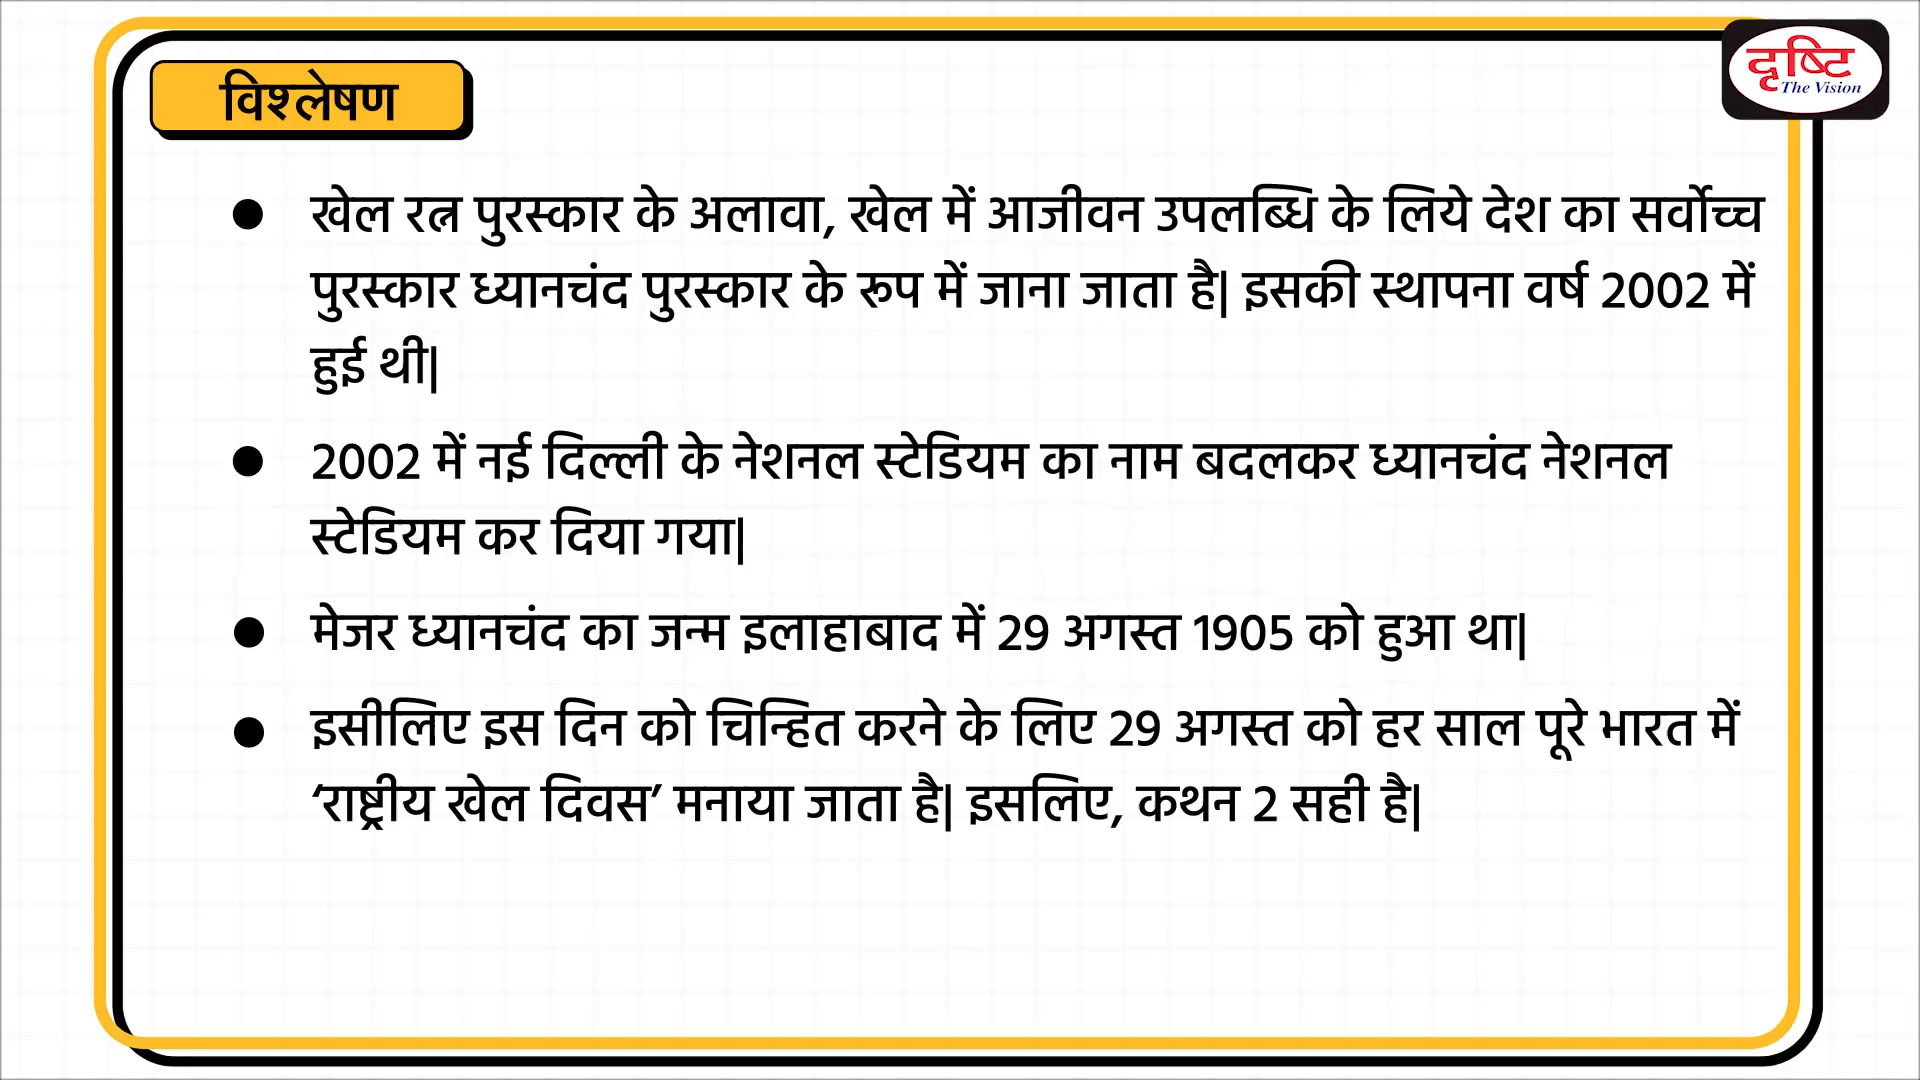 विश्लेषण
दृष्टि
The Vision
● खेल रत्न पुरस्कार के अलावा, खेल में आजीवन उपलब्धि के लिये देश का सर्वोच्च
पुरस्कार ध्यानचंद पुरस्कार के रूप में जाना जाता है| इसकी स्थापना वर्ष 2002 में
हुई थी|
● 2002 में नई दिल्ली के नेशनल स्टेडियम का नाम बदलकर ध्यानचंद नेशनल
स्टेडियम कर दिया गया|
● मेजर ध्यानचंद का जन्म इलाहाबाद में 29 अगस्त 1905 को हुआ था|
● इसीलिए इस दिन को चिन्हित करने के लिए 29 अगस्त को हर साल पूरे भारत में
‘राष्ट्रीय खेल दिवस’ मनाया जाता है| इसलिए, कथन 2 सही है|